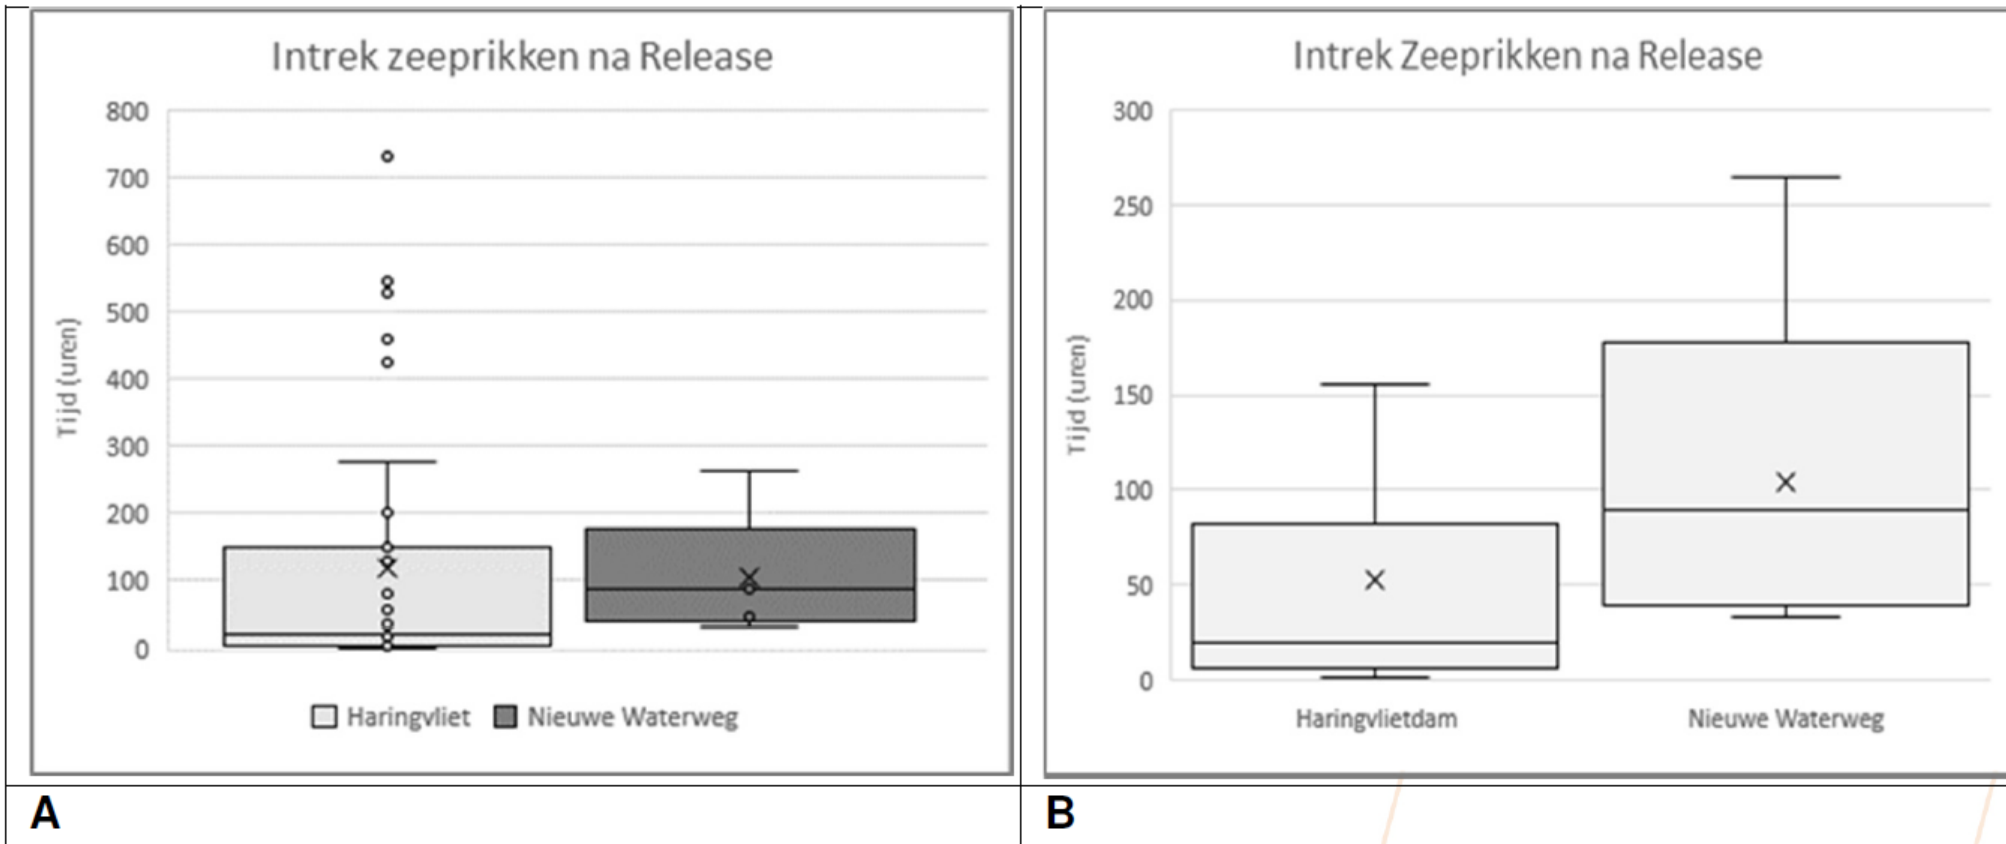 Intrek zeeprikken na Release
800
700
600
500
400
300
200
100
0
Tijd (uren)
Haringvliet Nieuwe Waterweg
A
Intrek Zeeprikken na Release
300
250
200
150
100
50
0
Tijd (uren)
Haringvlietdam Nieuwe Waterweg
B